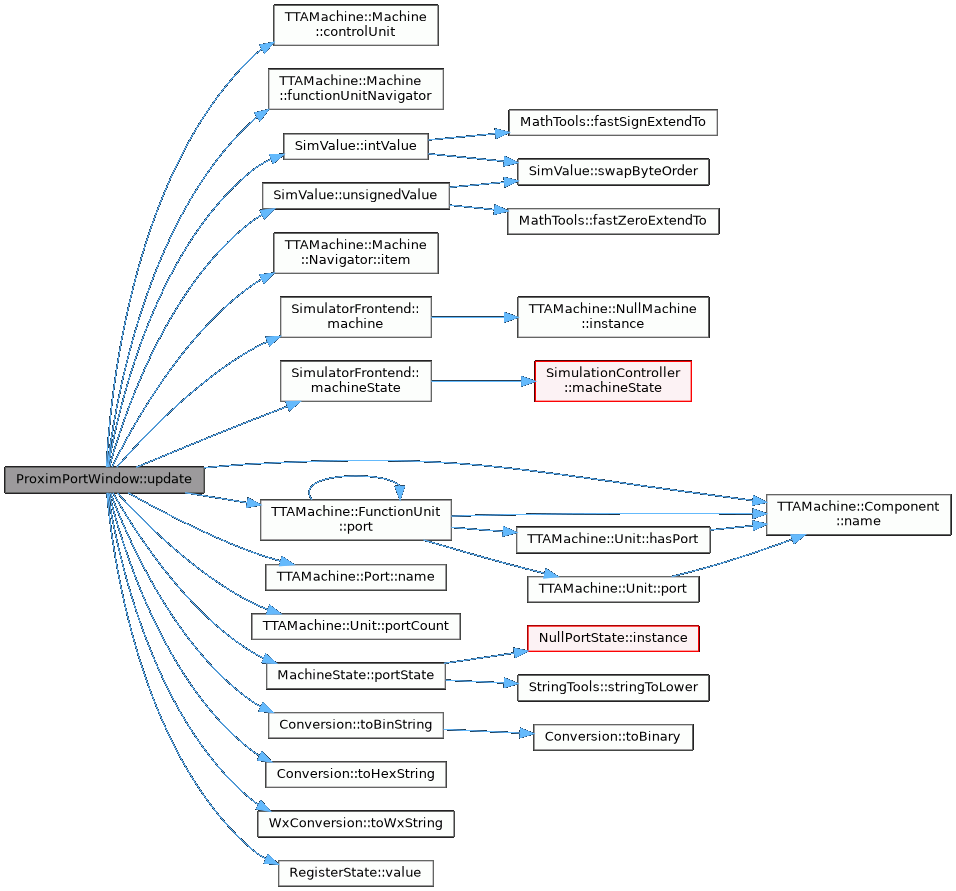 TTAMachine::Machine
::controlUnit
TTAMachine::Machine
::functionUnitNavigator
MathTools::fastSignExtendTo
SimValue::intValue
SimValue::swapByteOrder
SimValue::unsignedValue
MathTools::fastZeroExtendTo
TTAMachine::Machine
::Navigator::item
SimulatorFrontend::
machine
TTAMachine::NullMachine
::instance
SimulatorFrontend::
machineState
SimulationController
::machineState
ProximPortWindow::update
TTAMachine::FunctionUnit
::port
TTAMachine::Component
::name
TTAMachine::Unit::hasPort
TTAMachine::Port::name
TTAMachine::Unit::port
TTAMachine::Unit::portCount
NullPortState::instance
MachineState::portState
StringTools::stringToLower
Conversion::toBinString
Conversion::toBinary
Conversion::toHexString
WxConversion::toWxString
RegisterState::value